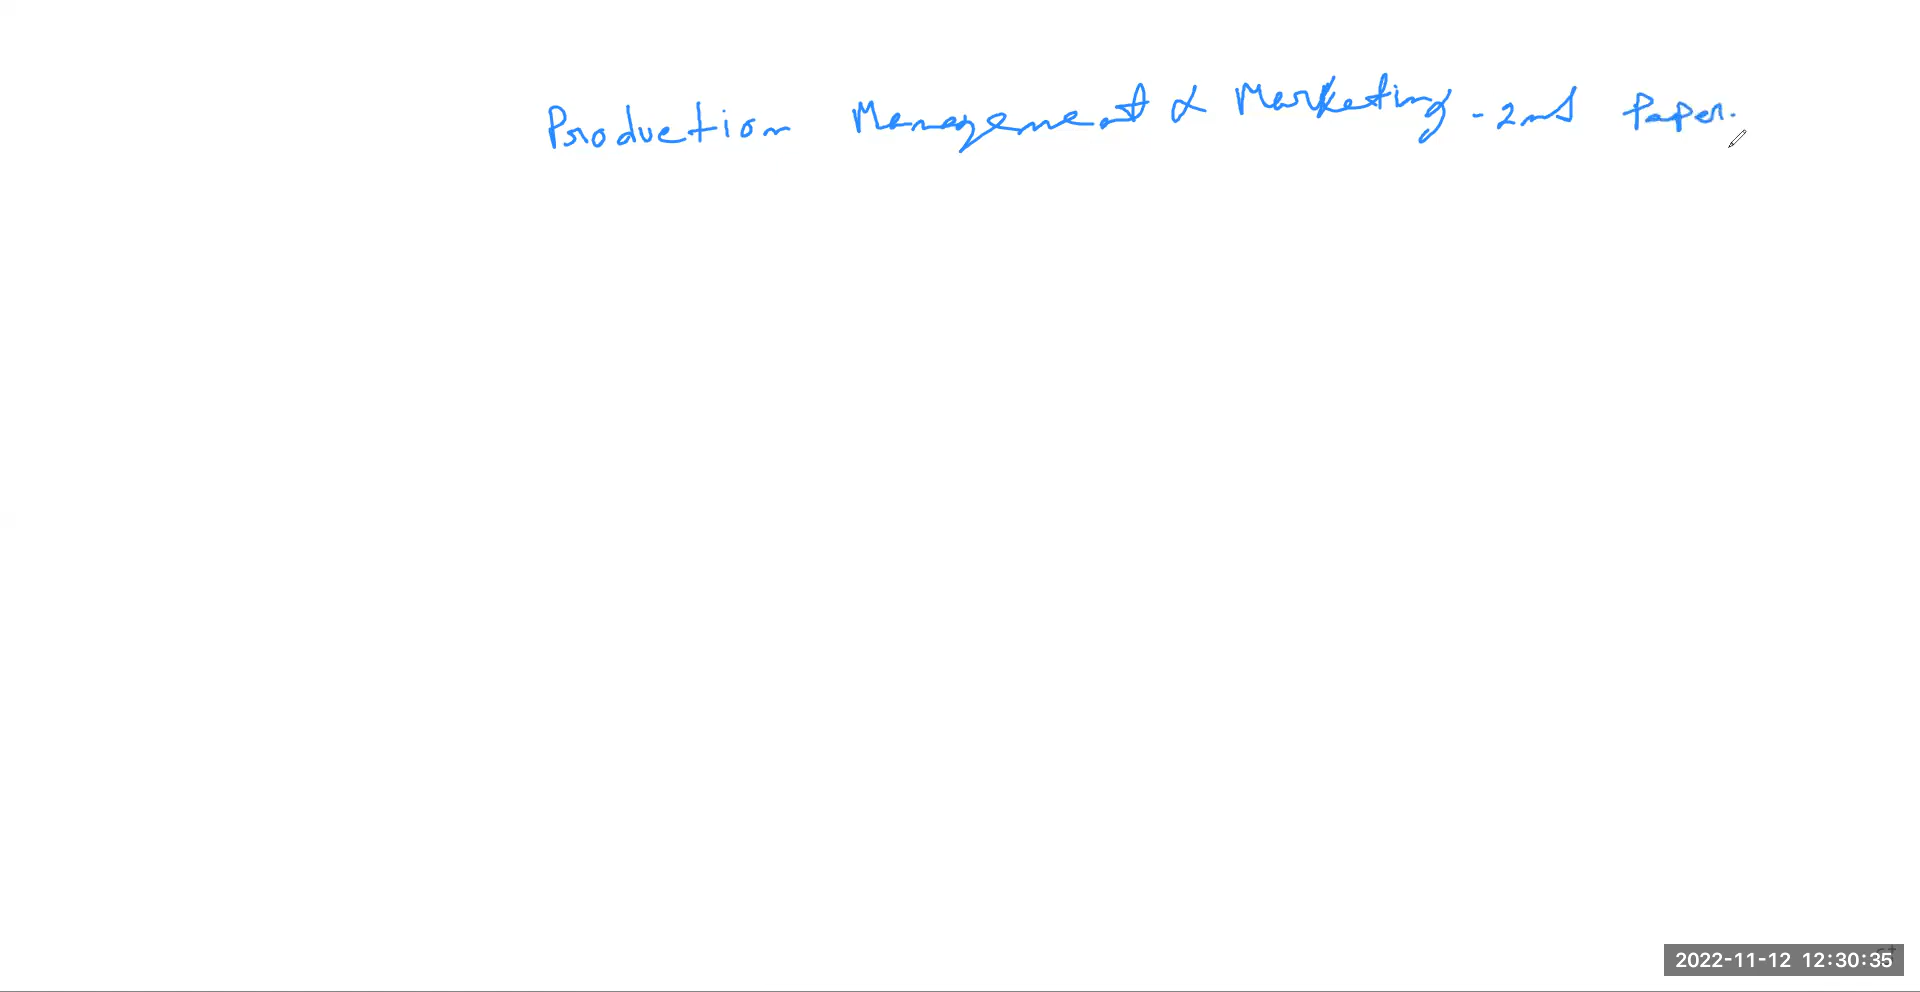 Production Management & Marketing - 2nd Paper.
2022-11-12 12:30:35